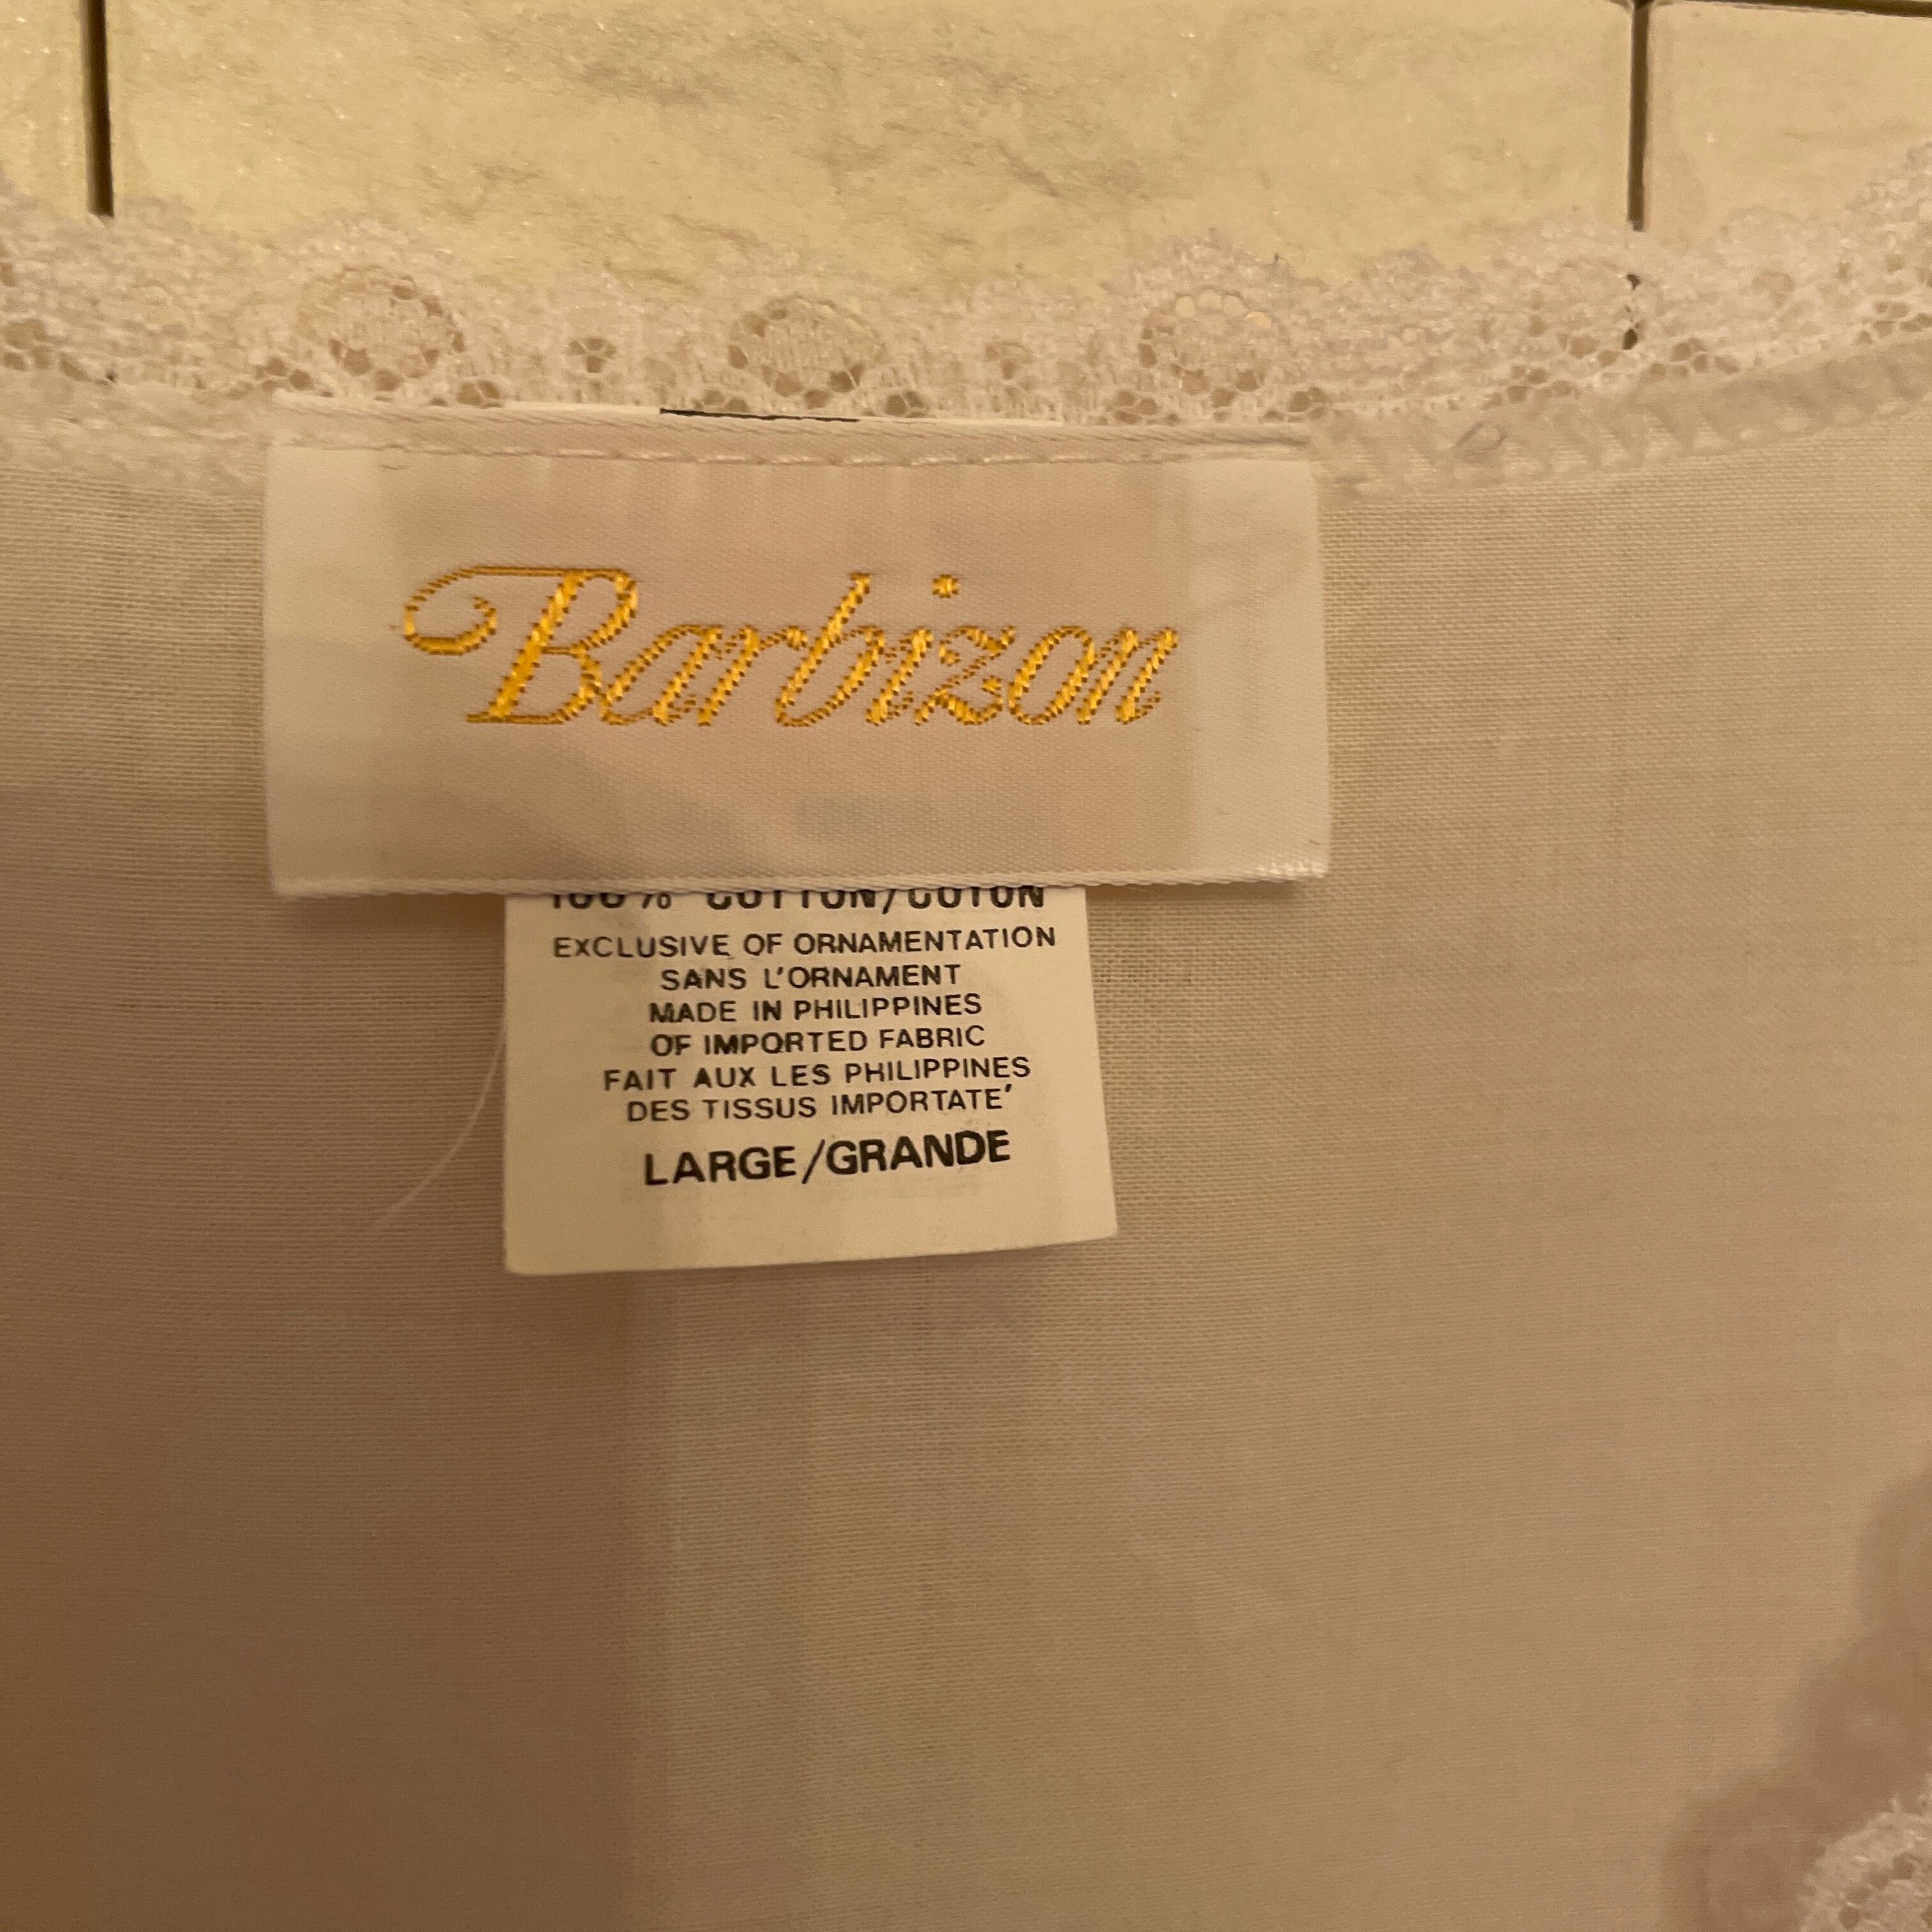 Barbizon
100% COTTON/COTON
EXCLUSIVE OF ORNAMENTATION
SANS L'ORNAMENT
MADE IN PHILIPPINES
OF IMPORTED FABRIC
FAIT AUX LES PHILIPPINES
DES TISSUS IMPORTATE'
LARGE/GRANDE